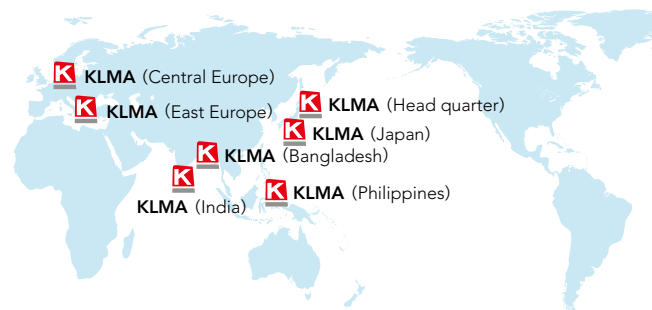 K KLMA (Central Europe)
K KLMA (East Europe)
K KLMA (Head quarter)
K KLMA (Japan)
K KLMA (Bangladesh)
K KLMA (India)
K KLMA (Philippines)